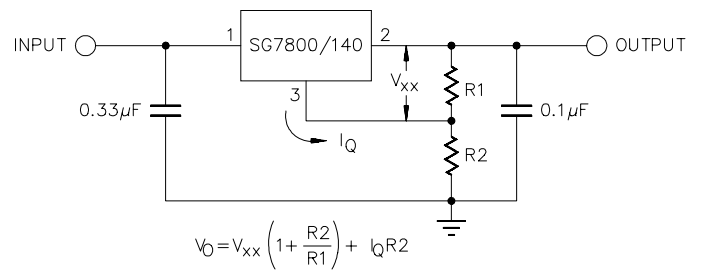 INPUT
1
SG7800/140
2
OUTPUT
3
Vxx
R1
0.33µF
0.1µF
IQ
R2
VO=Vxx(1+R2/R1)+ IQR2